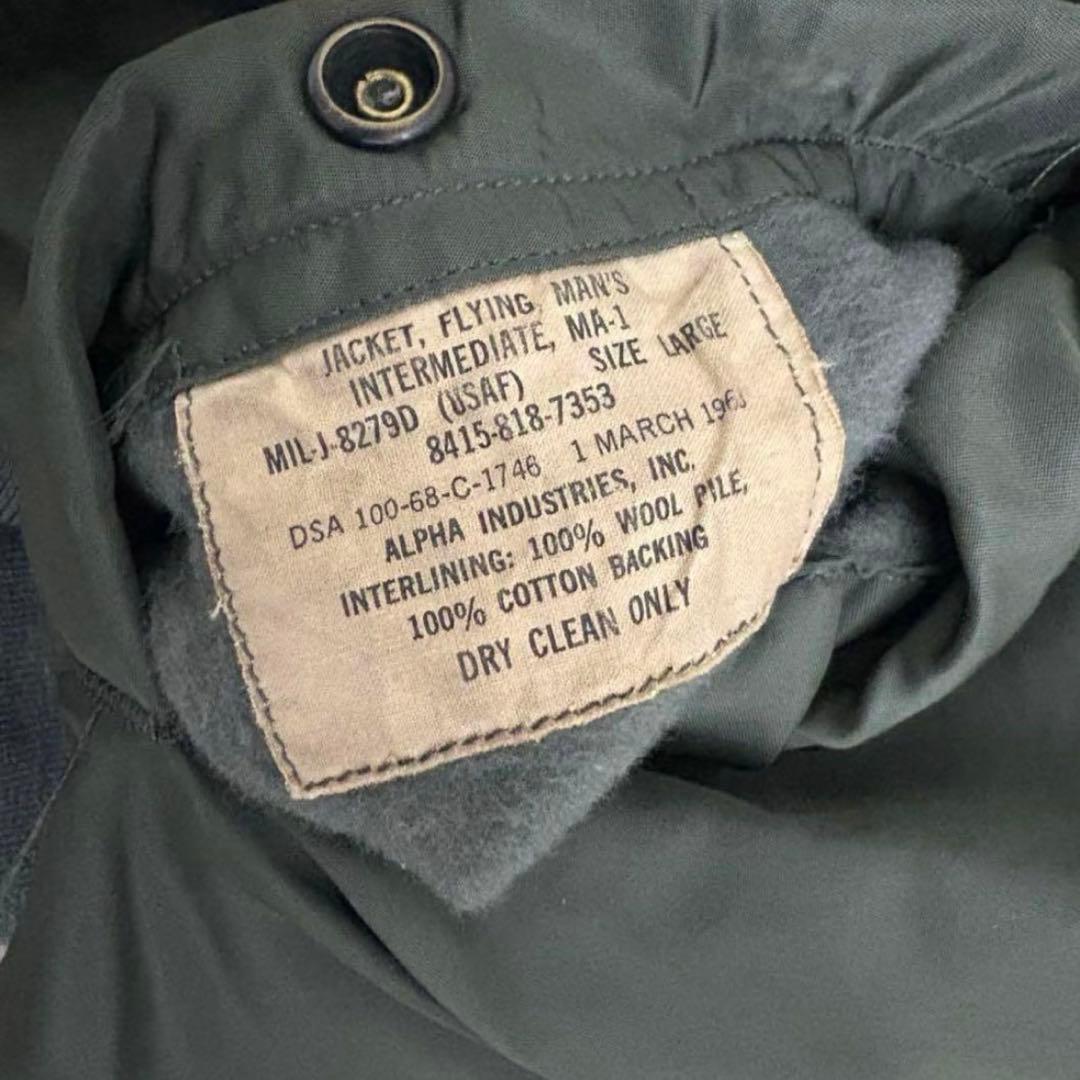 JACKET, FLYING, MAN'S
INTERMEDIATE, MA-1
MIL-J-8279D (USAF) SIZE LARGE
8415-818-7353
DSA 100-68-C-1746 1 MARCH
ALPHA INDUSTRIES, INC.
INTERLINING: 100% WOOL PILE,
100% COTTON BACKING
DRY CLEAN ONLY